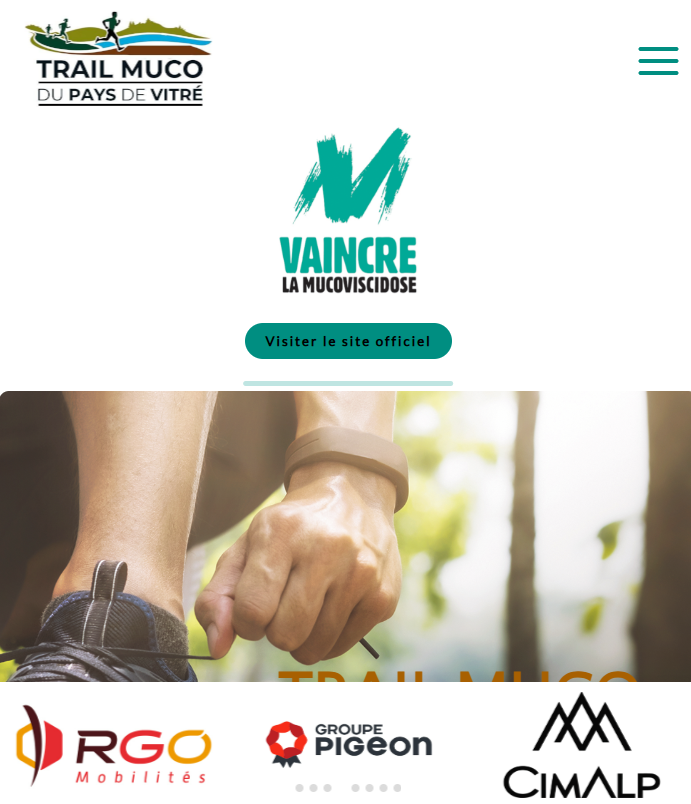 TRAIL MUCO
DU PAYS DE VITRÉ
VAINCRE
LA MUCOVISCIDOSE
Visiter le site officiel
TRAIL MUCO
RGO
Mobilités
GROUPE
PIGeon
CIMALP